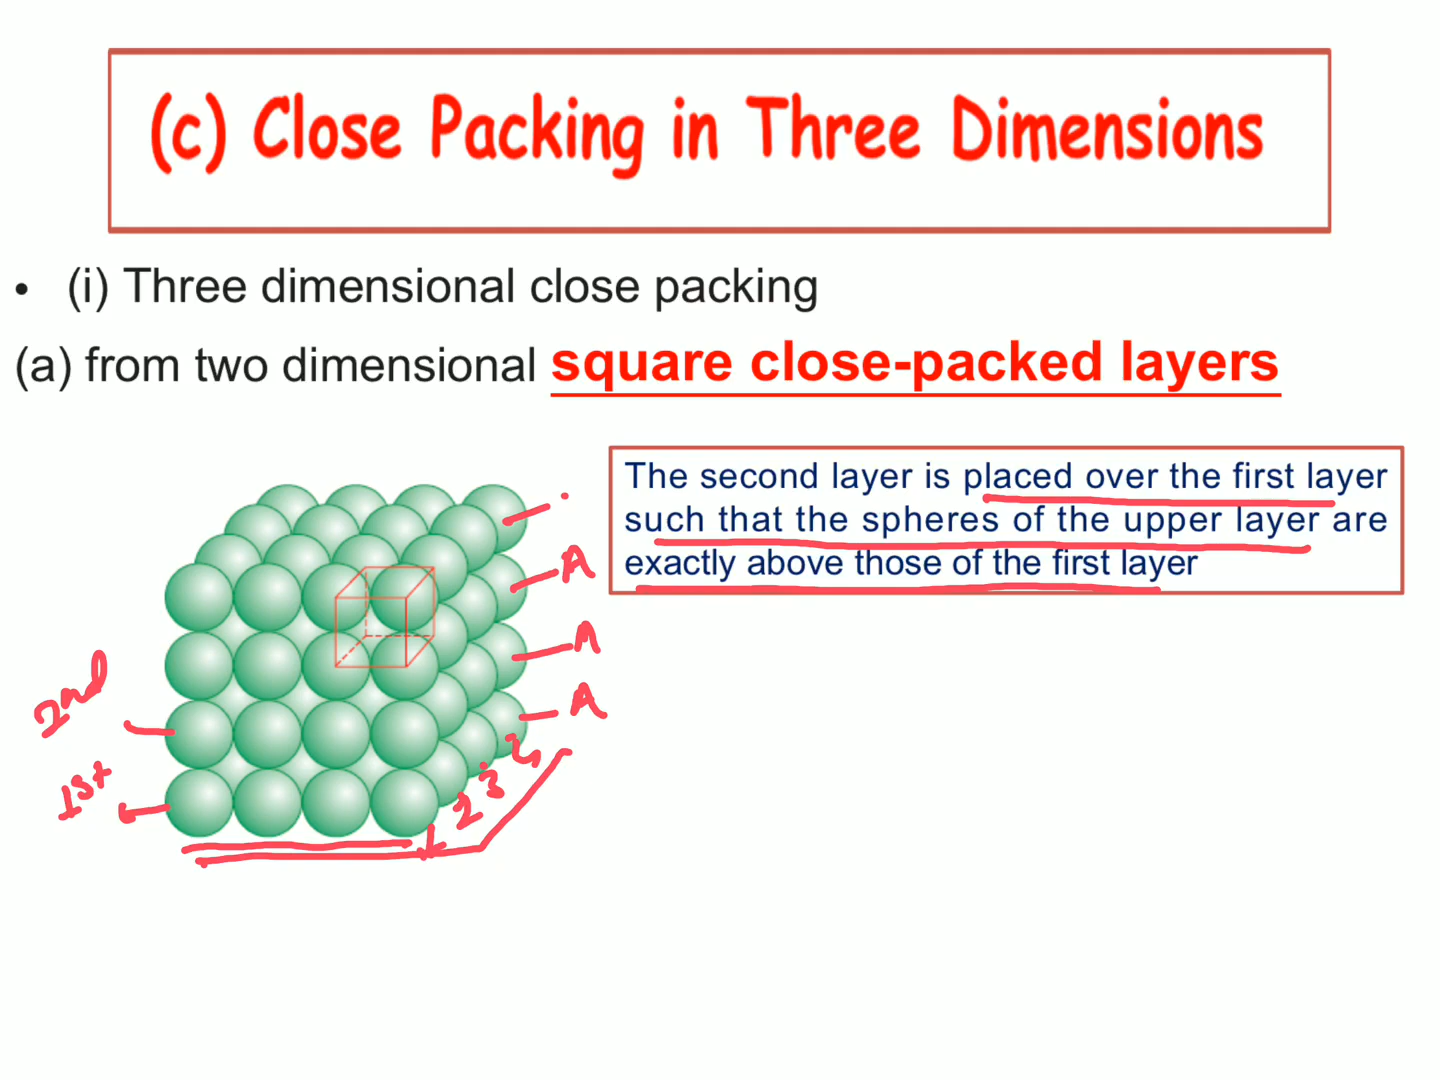 (c) Close Packing in Three Dimensions
• (i) Three dimensional close packing
(a) from two dimensional square close-packed layers
The second layer is placed over the first layer
such that the spheres of the upper layer are
exactly above those of the first layer
A
A
A
2nd
1st
1 2 3